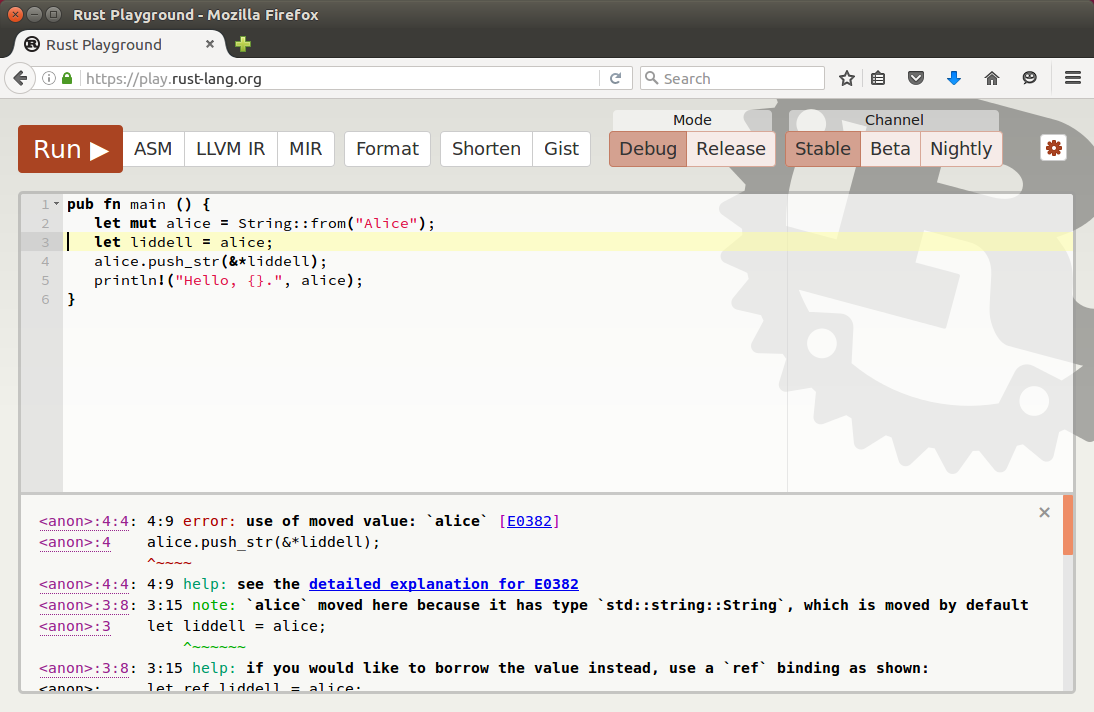 Rust Playground - Mozilla Firefox
Rust Playground
https://play.rust-lang.org
Search
Mode
Channel
Run ▶ ASM LLVM IR MIR Format Shorten Gist Debug Release Stable Beta Nightly
1 pub fn main () {
2 let mut alice = String::from("Alice");
3 let liddell = alice;
4 alice.push_str(&*liddell);
5 println!("Hello, {}.", alice);
6 }
<anon>:4:4: 4:9 error: use of moved value: `alice` [E0382]
<anon>:4 alice.push_str(&*liddell);
^~~~~
<anon>:4:4: 4:9 help: see the detailed explanation for E0382
<anon>:3:8: 3:15 note: `alice` moved here because it has type `std::string::String`, which is moved by default
<anon>:3 let liddell = alice;
^~~~~~~
<anon>:3:8: 3:15 help: if you would like to borrow the value instead, use a `ref` binding as shown:
<anon>: let ref liddell = alice;